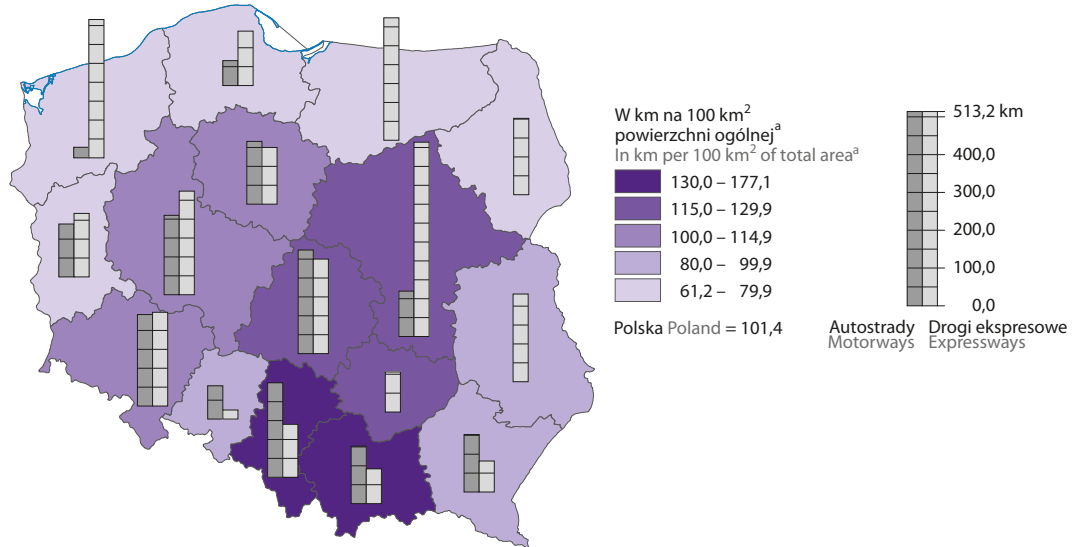 W km na 100 km²
powierzchni ogólnejᵃ
In km per 100 km² of total areaᵃ
130,0 – 177,1
115,0 – 129,9
100,0 – 114,9
80,0 – 99,9
61,2 – 79,9
Polska Poland = 101,4
513,2 km
400,0
300,0
200,0
100,0
0,0
Autostrady Drogi ekspresowe
Motorways Expressways